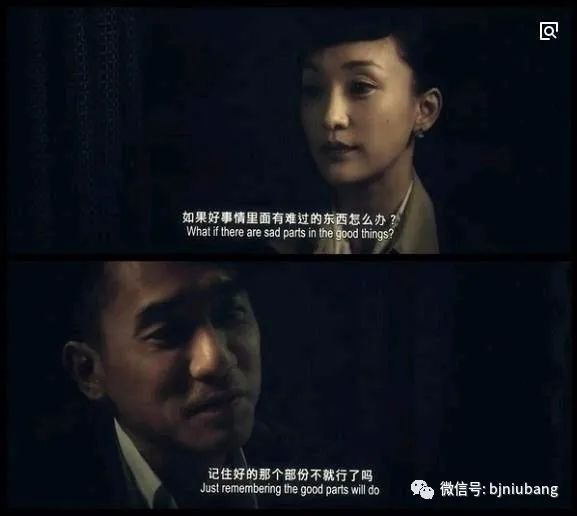 如果好事情里面有难过的东西怎么办？
What if there are sad parts in the good things?
记住好的那个部份不就行了吗
Just remembering the good parts will do
微信号: bjniubang